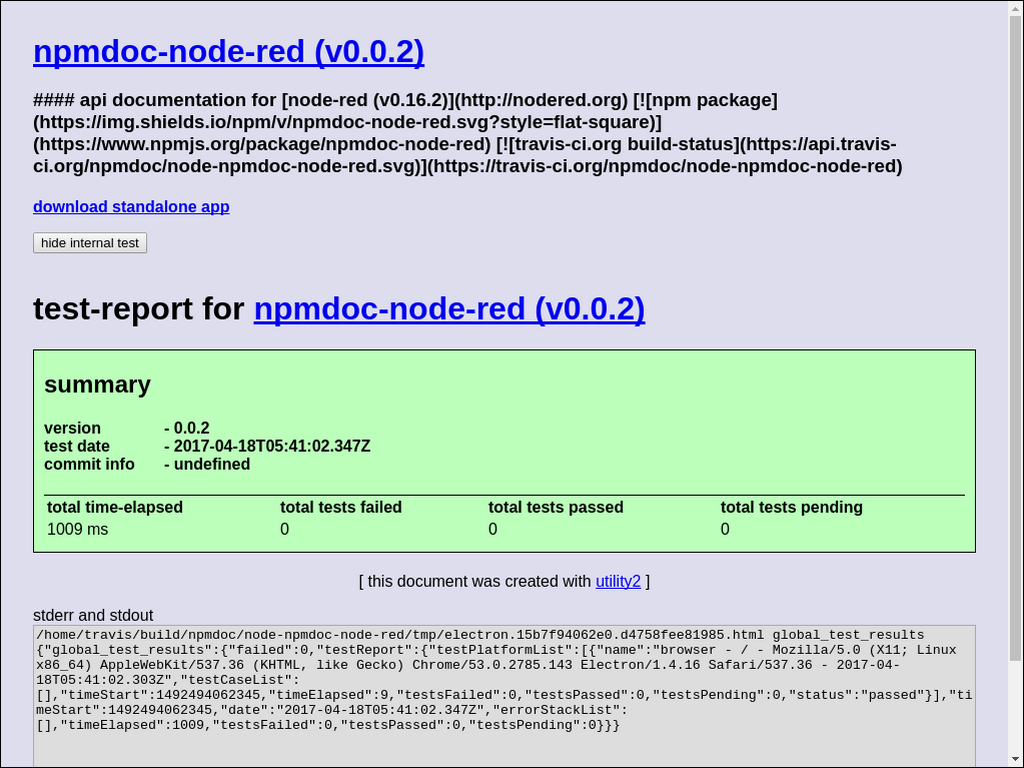 npmdoc-node-red (v0.0.2)
#### api documentation for [node-red (v0.16.2)](http://nodered.org) [![npm package]
(https://img.shields.io/npm/v/npmdoc-node-red.svg?style=flat-square)]
(https://www.npmjs.org/package/npmdoc-node-red) [![travis-ci.org build-status](https://api.travis-
ci.org/npmdoc/node-npmdoc-node-red.svg)](https://travis-ci.org/npmdoc/node-npmdoc-node-red)
download standalone app
hide internal test
test-report for npmdoc-node-red (v0.0.2)
summary
version - 0.0.2
test date - 2017-04-18T05:41:02.347Z
commit info - undefined
total time-elapsed total tests failed total tests passed total tests pending
1009 ms 0 0 0
[ this document was created with utility2 ]
stderr and stdout
/home/travis/build/npmdoc/node-npmdoc-node-red/tmp/electron.15b7f94062e0.d4758fee81985.html global_test_results
{"global_test_results":{"failed":0,"testReport":{"testPlatformList":[{"name":"browser - / - Mozilla/5.0 (X11; Linux
x86_64) AppleWebKit/537.36 (KHTML, like Gecko) Chrome/53.0.2785.143 Electron/1.4.16 Safari/537.36 - 2017-04-
18T05:41:02.303Z","testCaseList":
[],"timeStart":1492494062345,"timeElapsed":9,"testsFailed":0,"testsPassed":0,"testsPending":0,"status":"passed"}],"ti
meStart":1492494062345,"date":"2017-04-18T05:41:02.347Z","errorStackList":
[],"timeElapsed":1009,"testsFailed":0,"testsPassed":0,"testsPending":0}}}